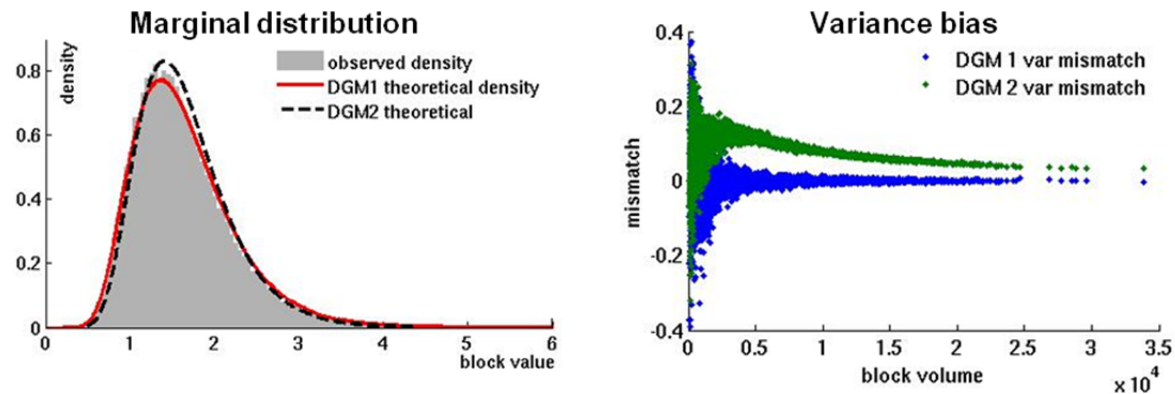 Marginal distribution
density
0.8
0.6
0.4
0.2
0
0 1 2 3 4 5 6
block value
observed density
DGM1 theoretical density
DGM2 theoretical
Variance bias
mismatch
0.4
0.2
0
-0.2
-0.4
0 0.5 1 1.5 2 2.5 3 3.5
block volume
x 10^4
DGM 1 var mismatch
DGM 2 var mismatch